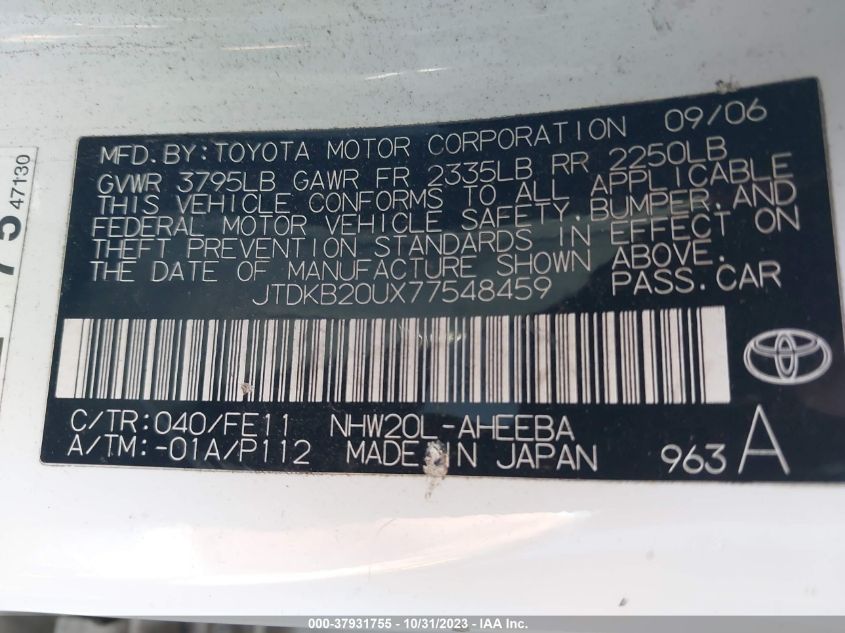 MFD.BY:TOYOTA MOTOR CORPORATION 09/06
GVWR 3795LB GAWR FR 2335LB RR 2250LB
THIS VEHICLE CONFORMS TO ALL APPLICABLE
FEDERAL MOTOR VEHICLE SAFETY,BUMPER,AND
THEFT PREVENTION STANDARDS IN EFFECT ON
THE DATE OF MANUFACTURE SHOWN ABOVE.
JTDKB20UX77548459 PASS.CAR
C/TR:040/FE11 NHW20L-AHEEBA
A/TM:-01A/P112 MADE IN JAPAN 963 A
47130
000-37931755 - 10/31/2023 - IAA Inc.